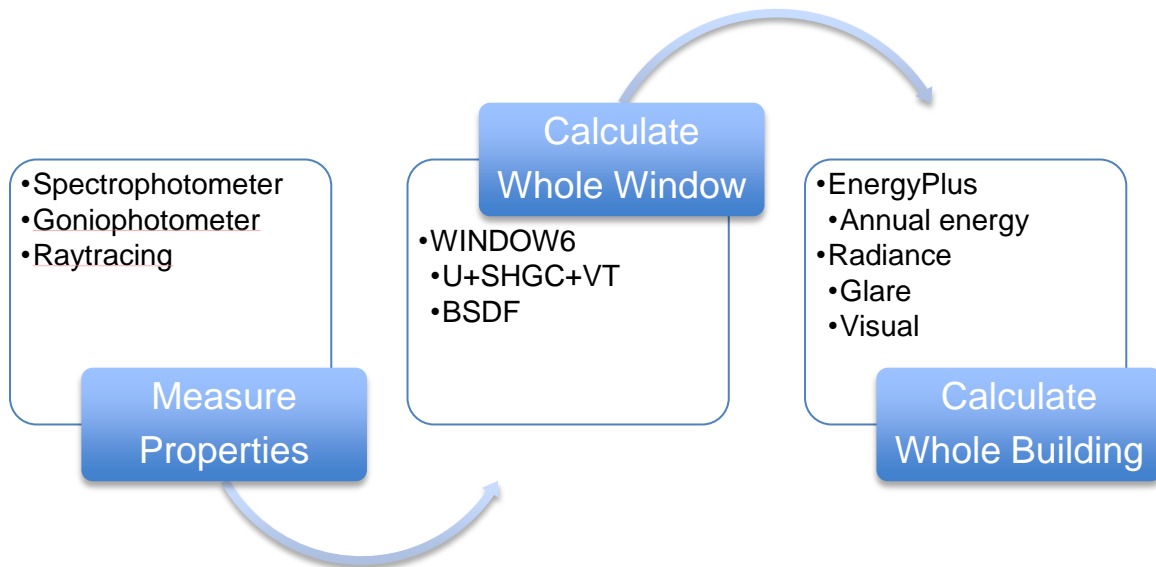 •Spectrophotometer
•Goniophotometer
•Raytracing
Measure
Properties
Calculate
Whole Window
•WINDOW6
•U+SHGC+VT
•BSDF
•EnergyPlus
•Annual energy
•Radiance
•Glare
•Visual
Calculate
Whole Building